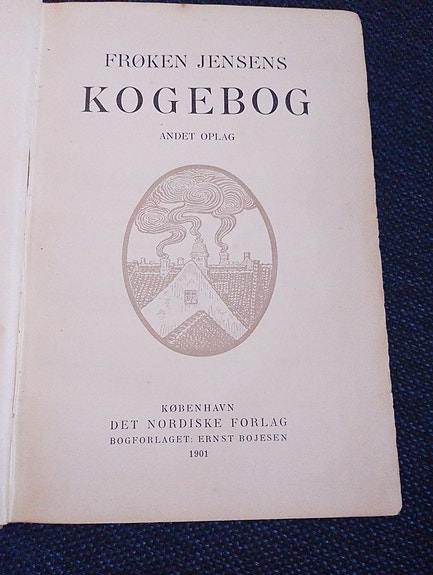 FRØKEN JENSENS
KOGEBOG
ANDET OPLAG
KØBENHAVN
DET NORDISKE FORLAG
BOGFORLAGET: ERNST BOJESEN
1901